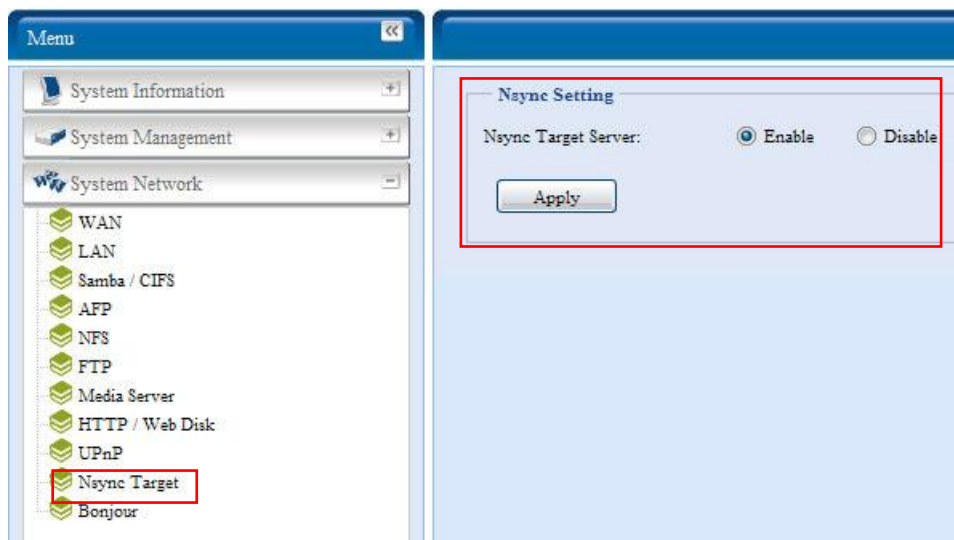 Menu
System Information
System Management
System Network
WAN
LAN
Samba / CIFS
AFP
NFS
FTP
Media Server
HTTP / Web Disk
UPnP
Nsync Target
Bonjour
Nsync Setting
Nsync Target Server: Enable Disable
Apply